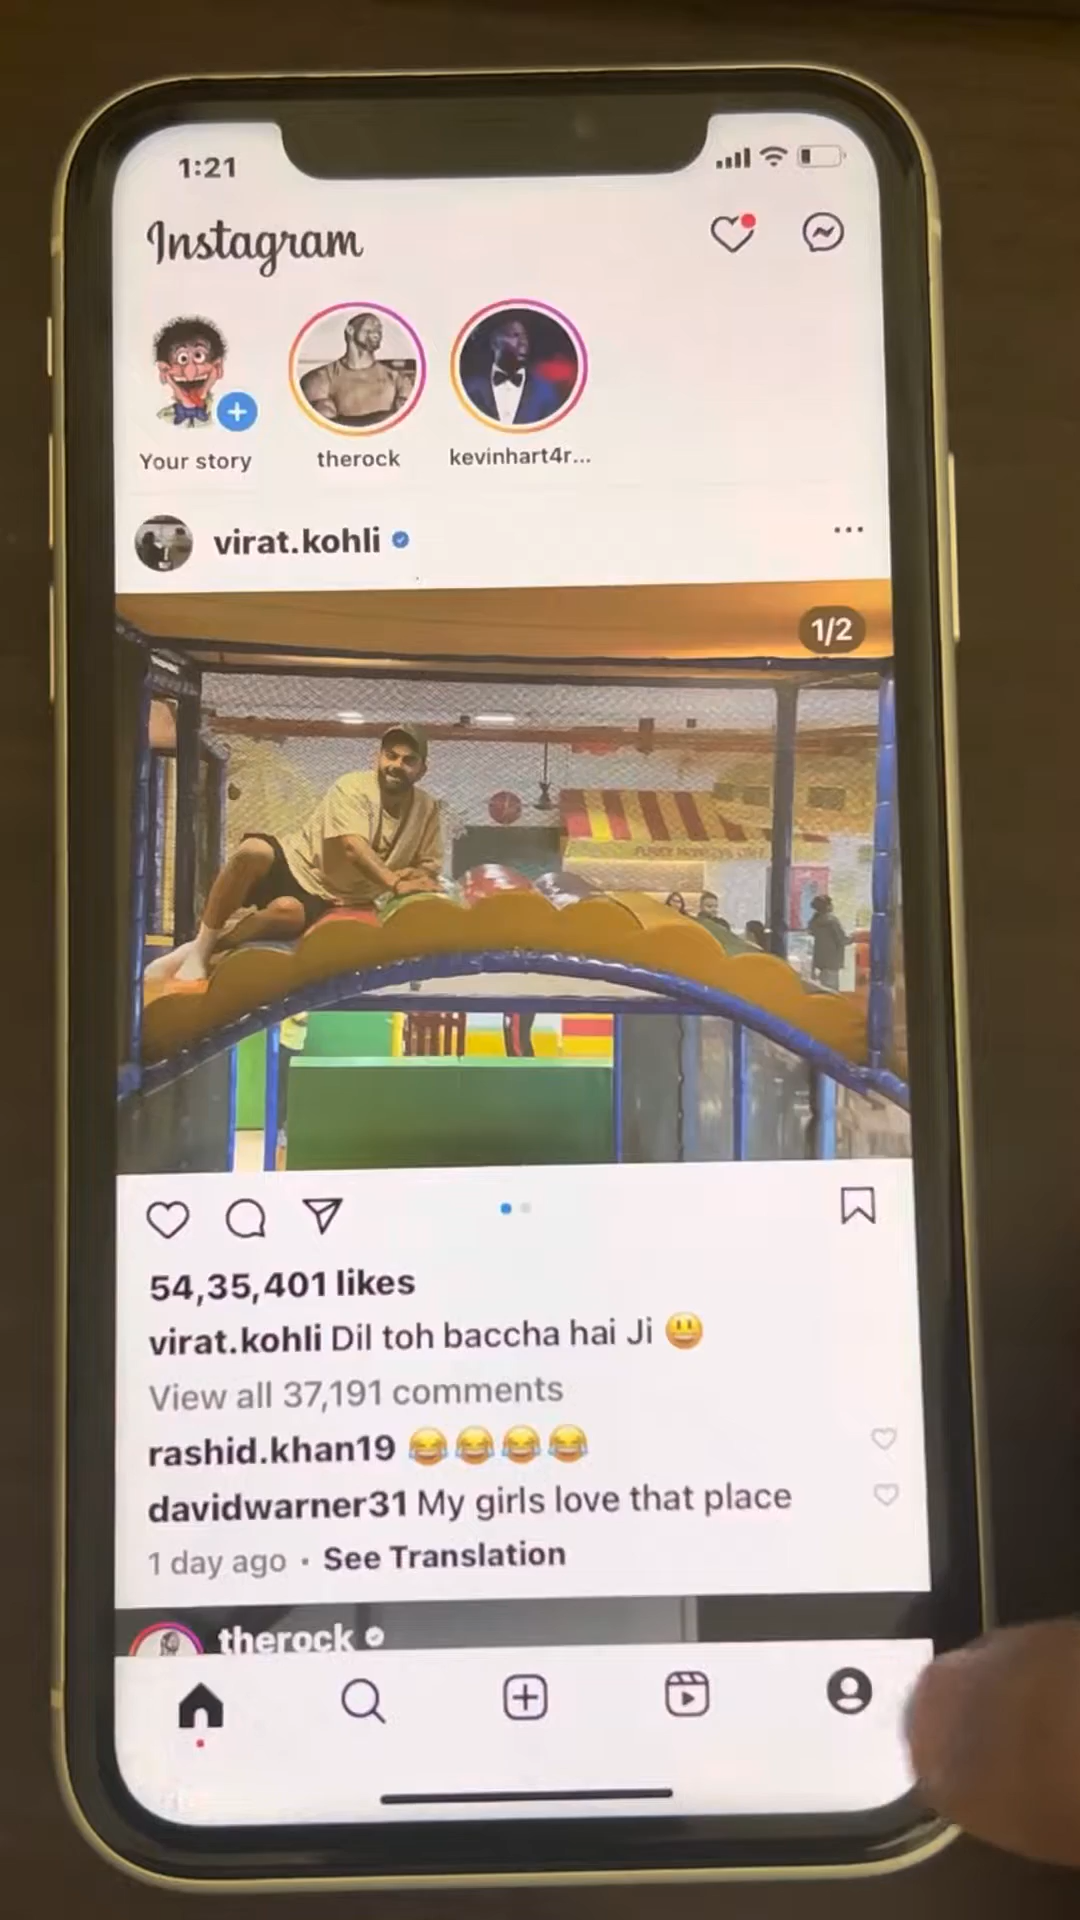 1:21
Instagram
Your story
therock
kevinhart4r...
virat.kohli
1/2
54,35,401 likes
virat.kohli Dil toh baccha hai Ji 😃
View all 37,191 comments
rashid.khan19 😂😂😂😂
davidwarner31 My girls love that place
1 day ago · See Translation
therock